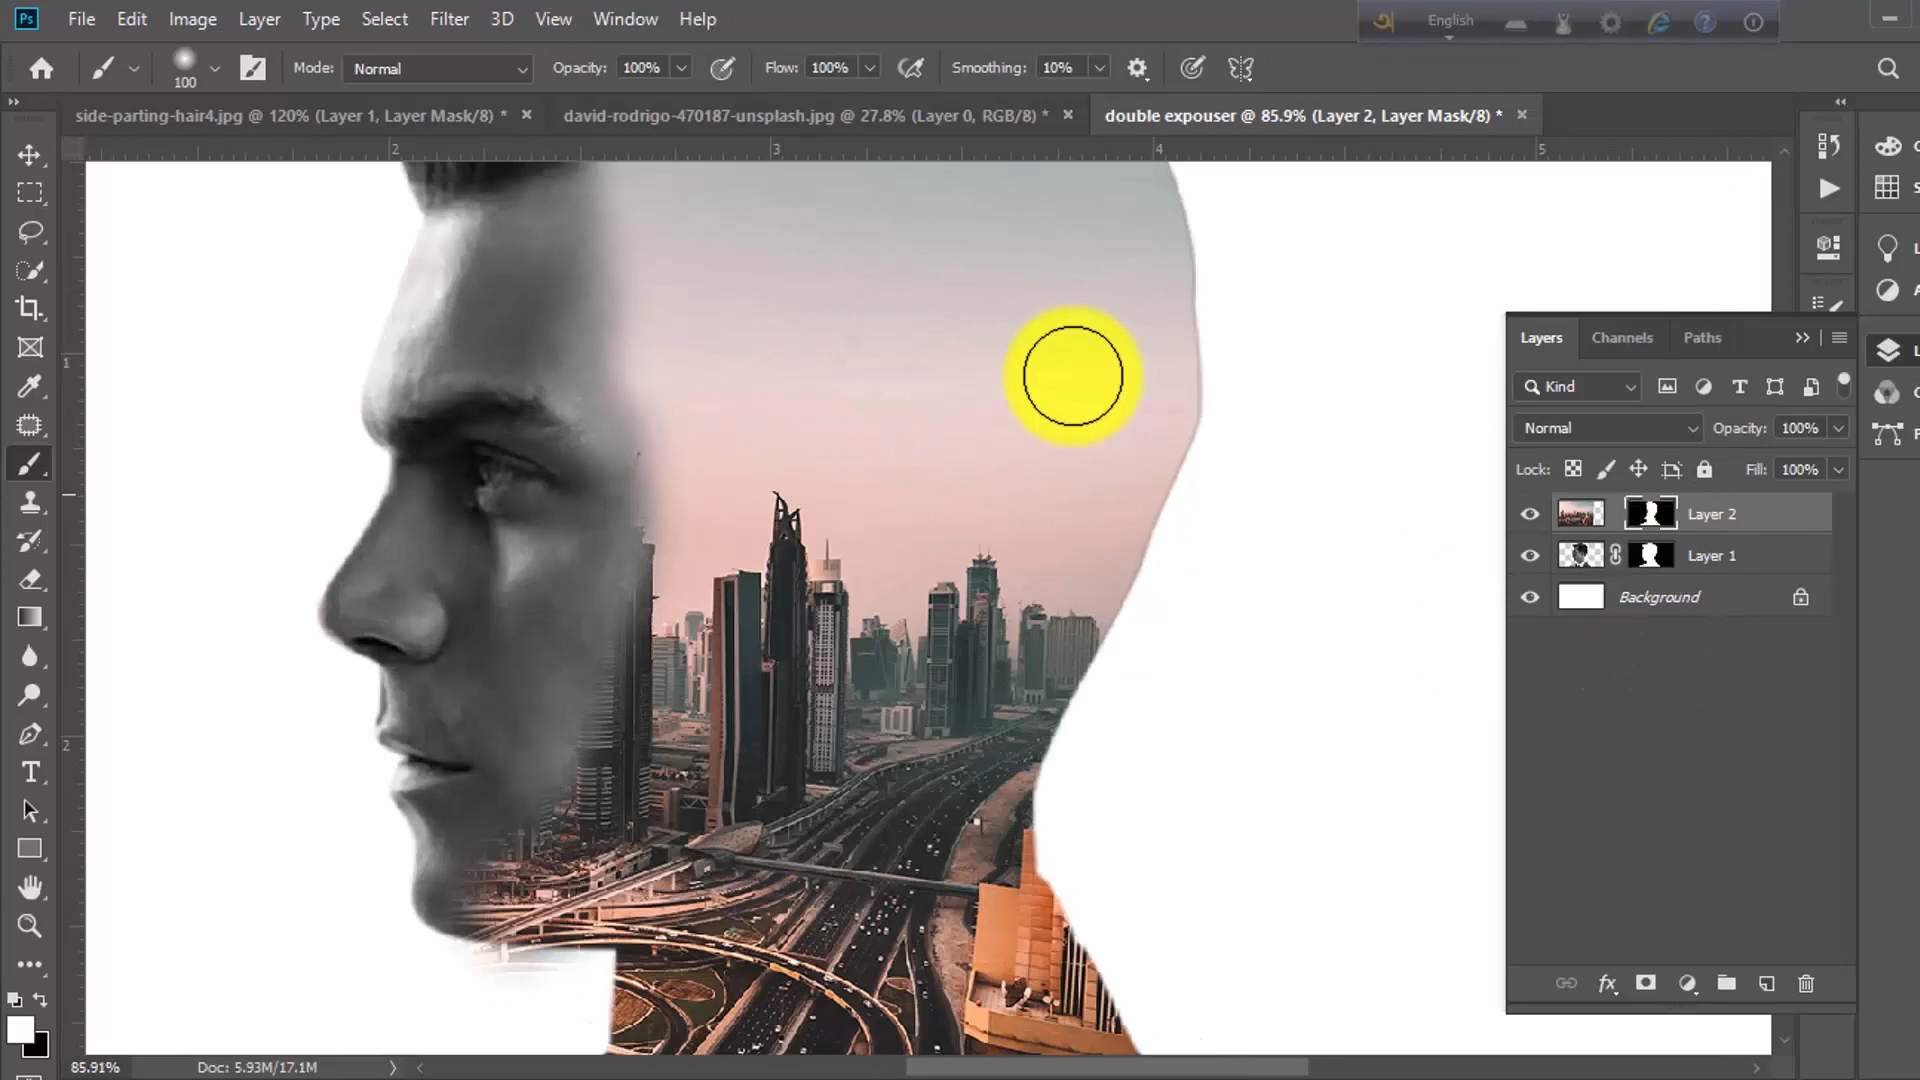 Ps File Edit Image Layer Type Select Filter 3D View Window Help অ English
100 Mode: Normal Opacity: 100% Flow: 100% Smoothing: 10%
side-parting-hair4.jpg @ 120% (Layer 1, Layer Mask/8) * × david-rodrigo-470187-unsplash.jpg @ 27.8% (Layer 0, RGB/8) * × double expouser @ 85.9% (Layer 2, Layer Mask/8) * ×
2 3 4 5
1
2
Layers Channels Paths
Kind
Normal Opacity: 100%
Lock: Fill: 100%
Layer 2
Layer 1
Background
fx
85.91% Doc: 5.93M/17.1M